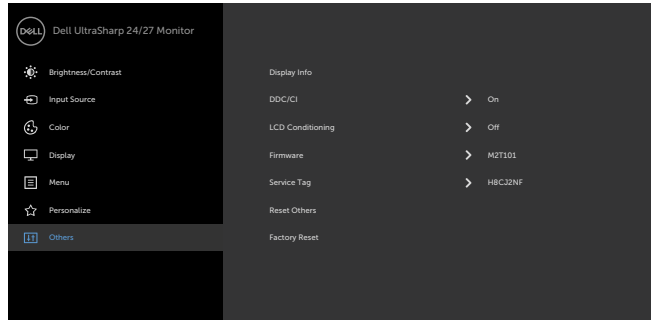 DELL
Dell UltraSharp 24/27 Monitor
Brightness/Contrast
Input Source
Color
Display
Menu
Personalize
Others
Display Info
DDC/CI On
LCD Conditioning Off
Firmware M2T101
Service Tag H8CJ2NF
Reset Others
Factory Reset